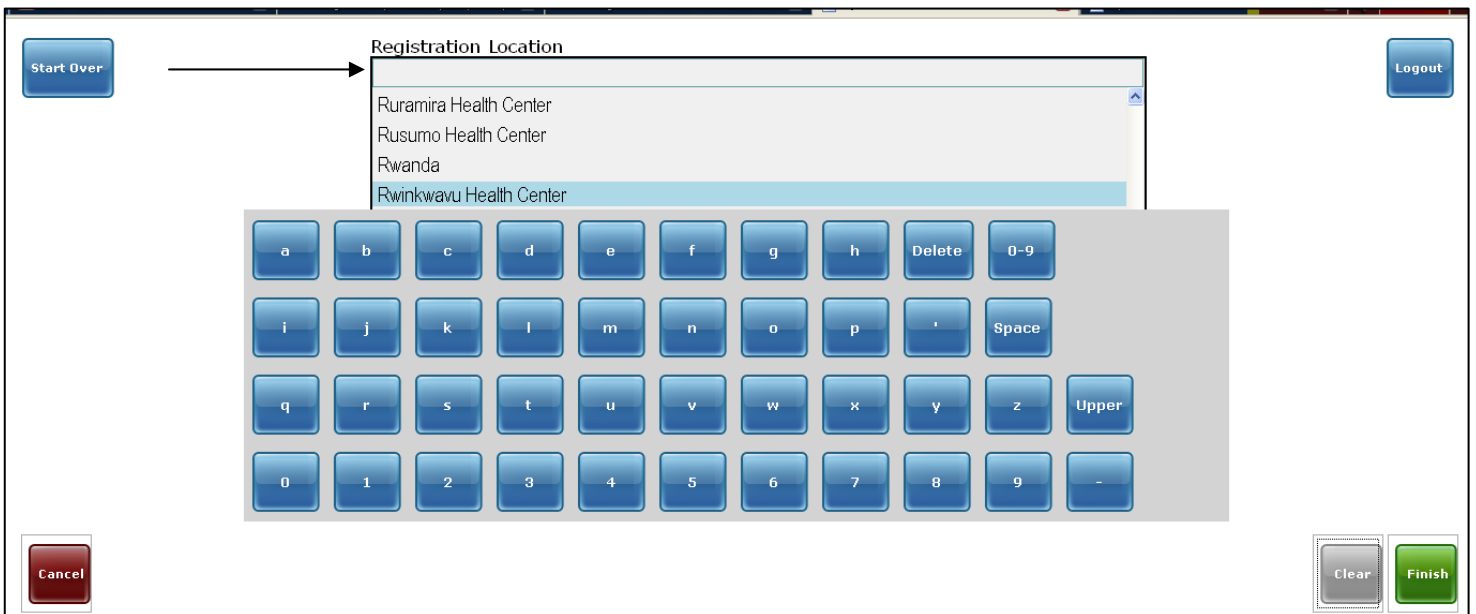 Registration Location
Start Over
Logout
Ruramira Health Center
Rusumo Health Center
Rwanda
Rwinkwavu Health Center
a b c d e f g h Delete 0-9
i j k l m n o p ' Space
q r s t u v w x y z Upper
0 1 2 3 4 5 6 7 8 9 -
Cancel
Clear
Finish